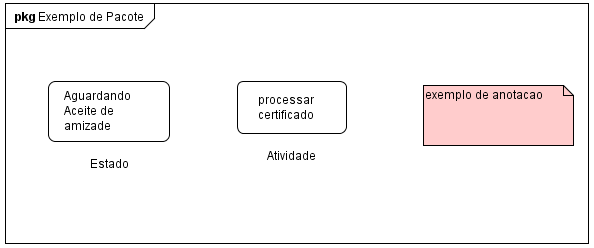 pkg Exemplo de Pacote
Aguardando
Aceite de
amizade
Estado
processar
certificado
Atividade
exemplo de anotacao